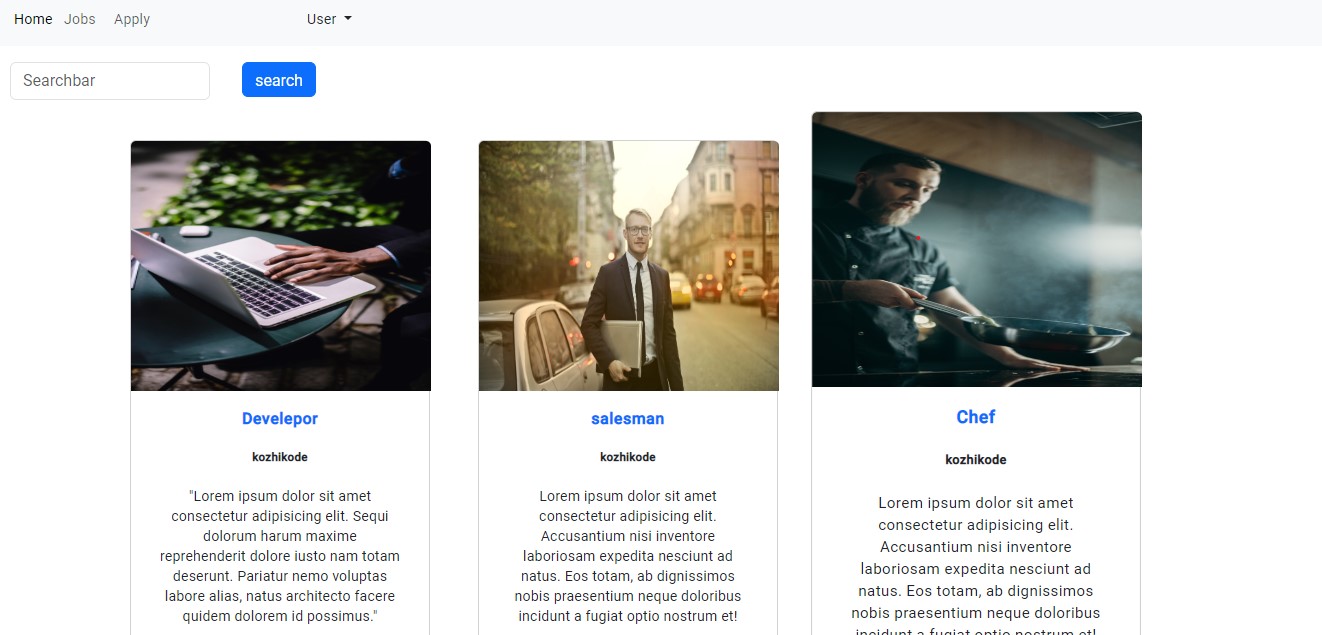 Home Jobs Apply User
Searchbar search
Develepor
kozhikode
"Lorem ipsum dolor sit amet
consectetur adipisicing elit. Sequi
dolorum harum maxime
reprehenderit dolore iusto nam totam
deserunt. Pariatur nemo voluptas
labore alias, natus architecto facere
quidem dolorem id possimus."
salesman
kozhikode
Lorem ipsum dolor sit amet
consectetur adipisicing elit.
Accusantium nisi inventore
laboriosam expedita nesciunt ad
natus. Eos totam, ab dignissimos
nobis praesentium neque doloribus
incidunt a fugiat optio nostrum et!
Chef
kozhikode
Lorem ipsum dolor sit amet
consectetur adipisicing elit.
Accusantium nisi inventore
laboriosam expedita nesciunt ad
natus. Eos totam, ab dignissimos
nobis praesentium neque doloribus
incidunt a fugiat optio nostrum et!